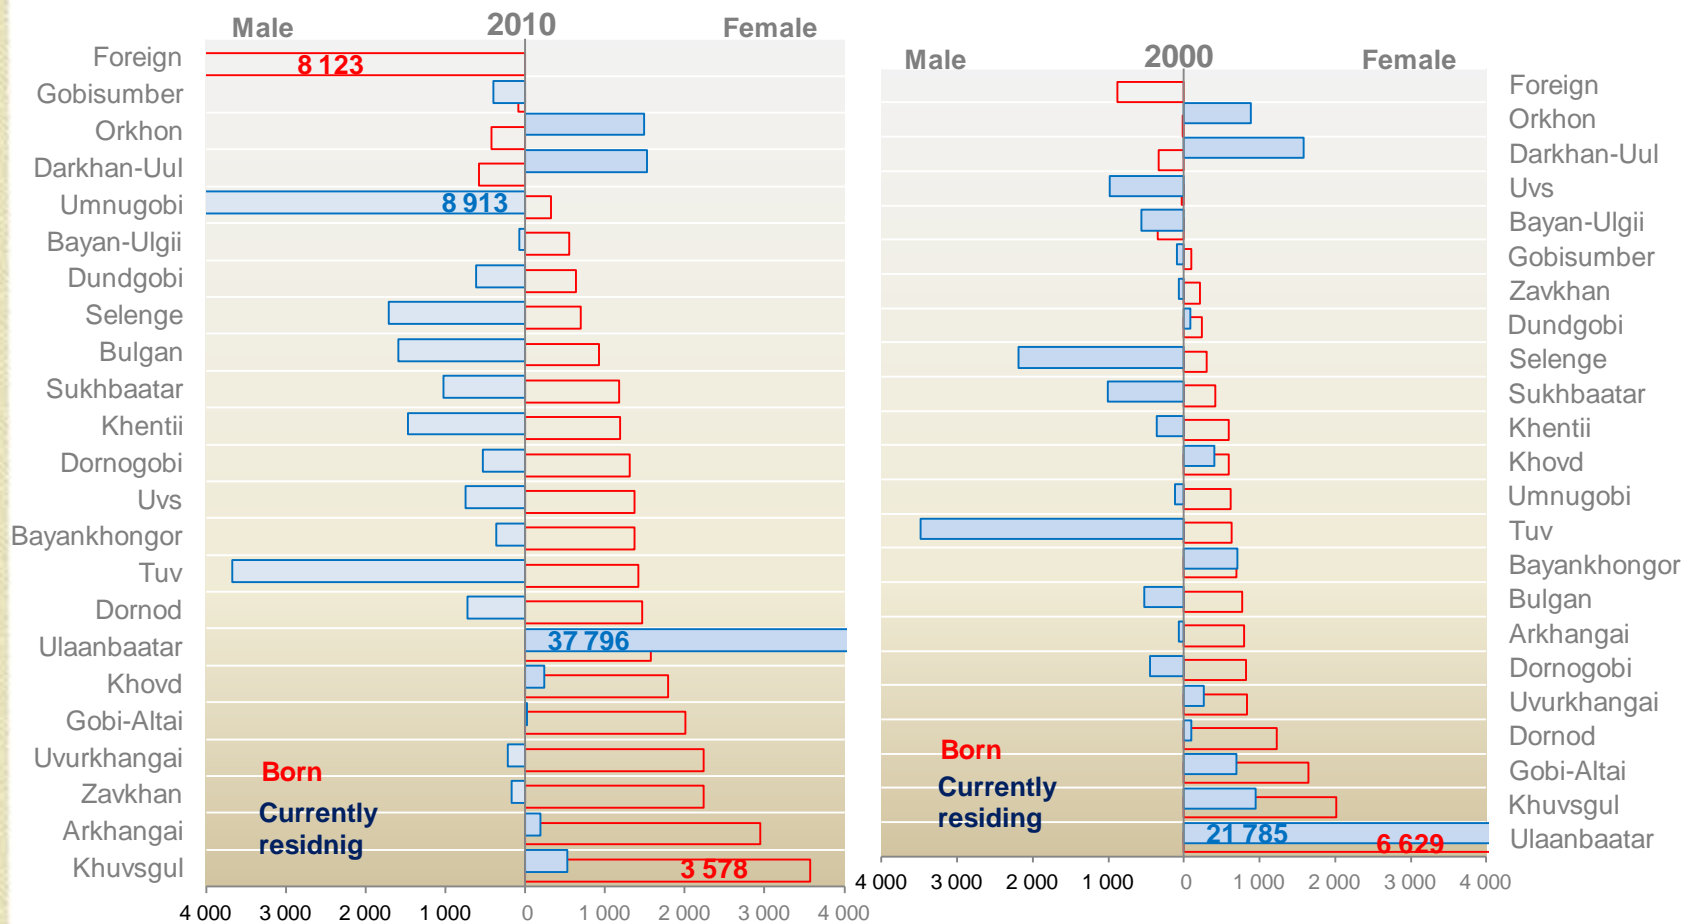 Male
2010
Female
Foreign
8 123
Gobisumber
Orkhon
Darkhan-Uul
Umnugobi
8 913
Bayan-Ulgii
Dundgobi
Selenge
Bulgan
Sukhbaatar
Khentii
Dornogobi
Uvs
Bayankhongor
Tuv
Dornod
Ulaanbaatar
37 796
Khovd
Gobi-Altai
Uvurkhangai
Zavkhan
Arkhangai
Khuvsgul
3 578
Born
Currently
residnig
4 000 3 000 2 000 1 000 0 1 000 2 000 3 000 4 000
Male
2000
Female
Foreign
Orkhon
Darkhan-Uul
Uvs
Bayan-Ulgii
Gobisumber
Zavkhan
Dundgobi
Selenge
Sukhbaatar
Khentii
Khovd
Umnugobi
Tuv
Bayankhongor
Bulgan
Arkhangai
Dornogobi
Uvurkhangai
Dornod
Gobi-Altai
Khuvsgul
Ulaanbaatar
21 785
6 629
Born
Currently
residing
4 000 3 000 2 000 1 000 0 1 000 2 000 3 000 4 000